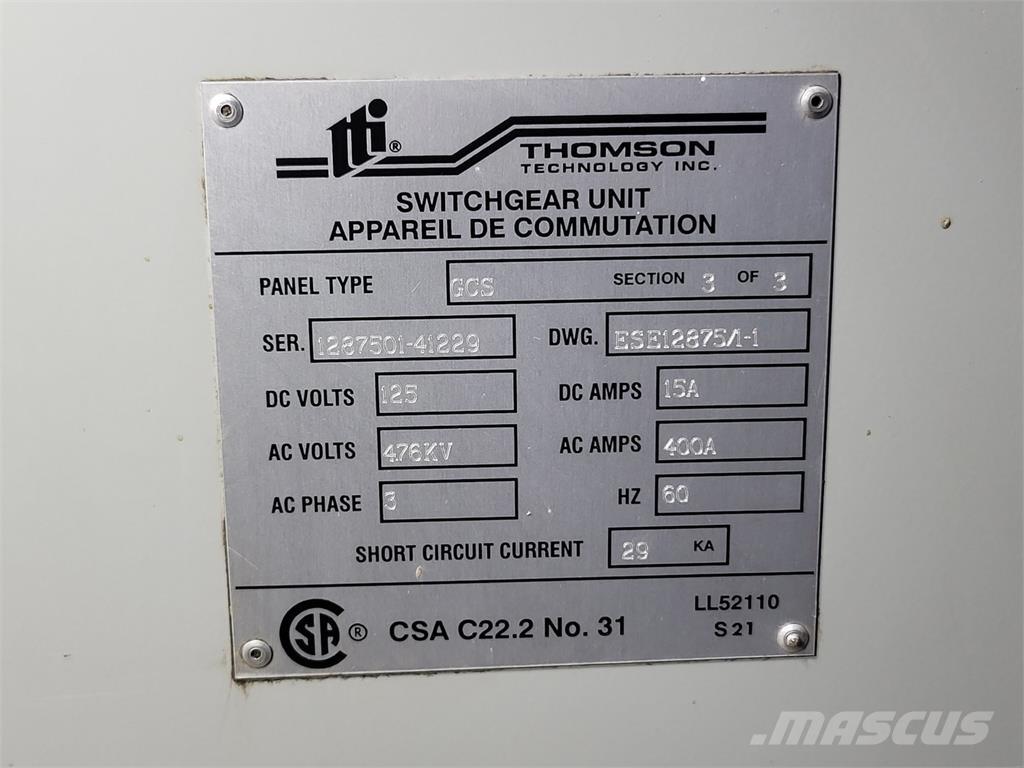 tti®
THOMSON
TECHNOLOGY INC.
SWITCHGEAR UNIT
APPAREIL DE COMMUTATION
PANEL TYPE GCS SECTION 3 OF 3
SER. 1287501-41229 DWG. ESE12875/1-1
DC VOLTS 125 DC AMPS 15A
AC VOLTS 4.76KV AC AMPS 400A
AC PHASE 3 HZ 60
SHORT CIRCUIT CURRENT 29 KA
CSA ® CSA C22.2 No. 31 LL52110
S21
MASCUS